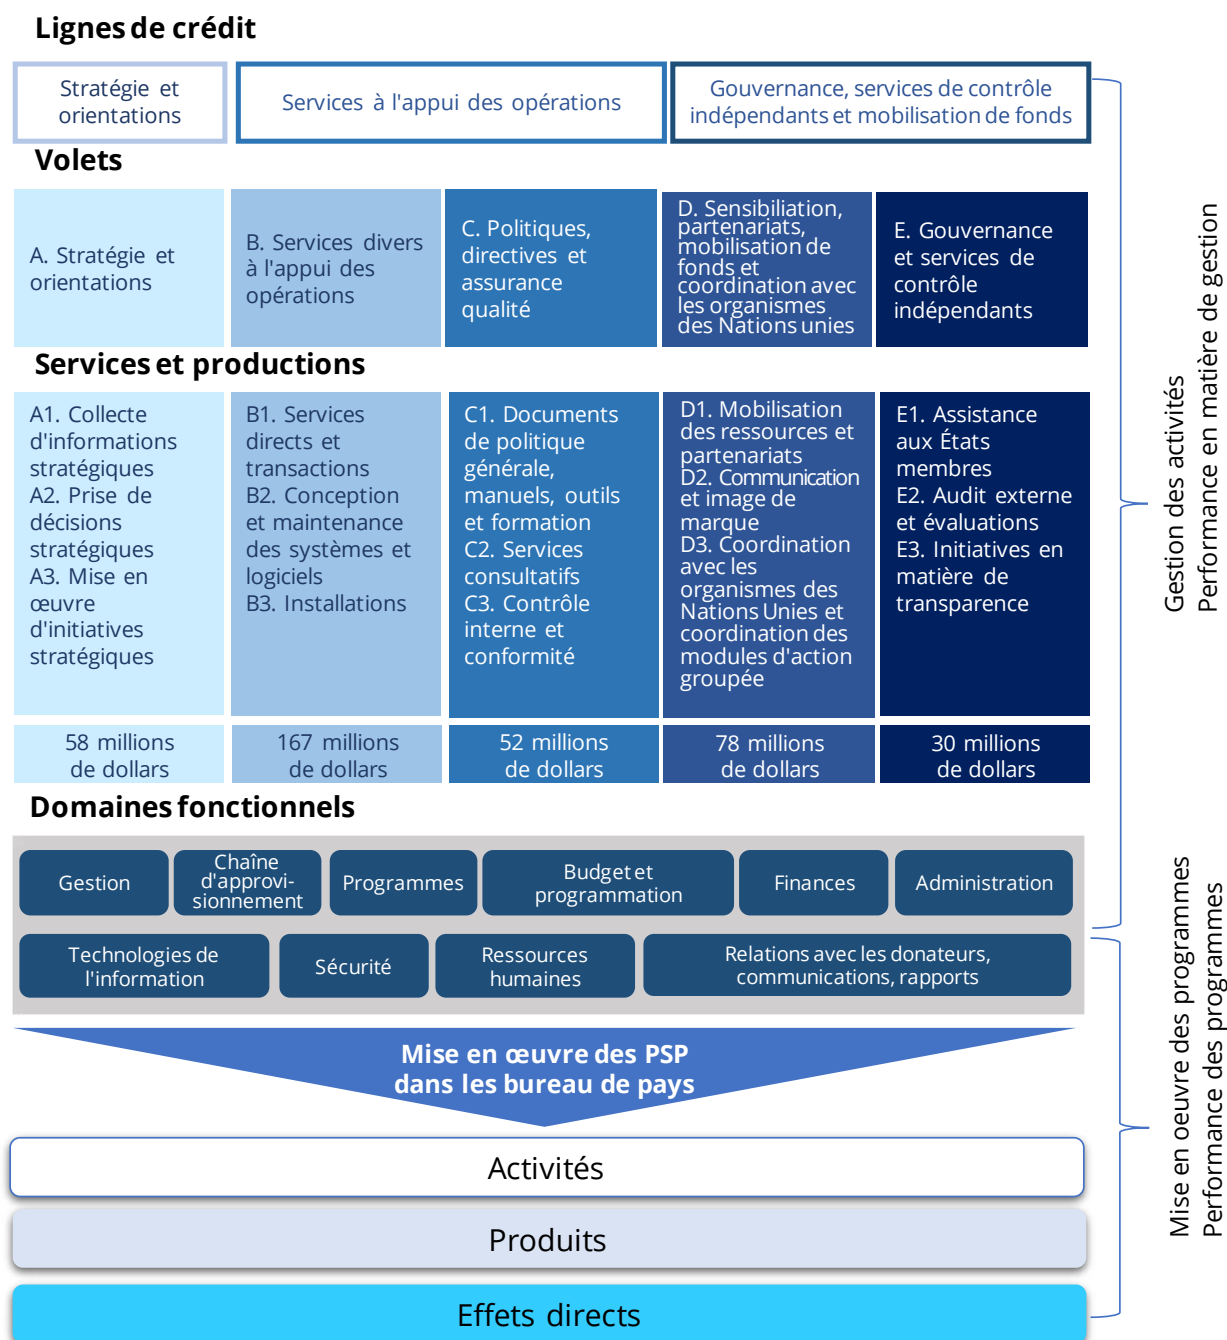 Lignes de crédit
Stratégie et
orientations
Services à l'appui des opérations
Gouvernance, services de contrôle
indépendants et mobilisation de fonds
Volets
A. Stratégie et
orientations
B. Services divers
à l'appui des
opérations
C. Politiques,
directives et
assurance
qualité
D. Sensibiliation,
partenariats,
mobilisation de
fonds et
coordination avec
les organismes
des Nations unies
E. Gouvernance
et services de
contrôle
indépendants
Services et productions
A1. Collecte
d'informations
stratégiques
A2. Prise de
décisions
stratégiques
A3. Mise en
œuvre
d'initiatives
stratégiques
B1. Services
directs et
transactions
B2. Conception
et maintenance
des systèmes et
logiciels
B3. Installations
C1. Documents
de politique
générale,
manuels, outils
et formation
C2. Services
consultatifs
C3. Contrôle
interne et
conformité
D1. Mobilisation
des ressources et
partenariats
D2. Communication
et image de
marque
D3. Coordination
avec les
organismes des
Nations Unies et
coordination des
modules d'action
groupée
E1. Assistance
aux États
membres
E2. Audit externe
et évaluations
E3. Initiatives en
matière de
transparence
58 millions
de dollars
167 millions
de dollars
52 millions
de dollars
78 millions
de dollars
30 millions
de dollars
Gestion des activités
Performance en matière de gestion
Domaines fonctionnels
Gestion
Chaîne
d'approvi-
sionnement
Programmes
Budget et
programmation
Finances
Administration
Technologies de
l'information
Sécurité
Ressources
humaines
Relations avec les donateurs,
communications, rapports
Mise en œuvre des PSP
dans les bureau de pays
Activités
Produits
Effets directs
Mise en oeuvre des programmes
Performance des programmes